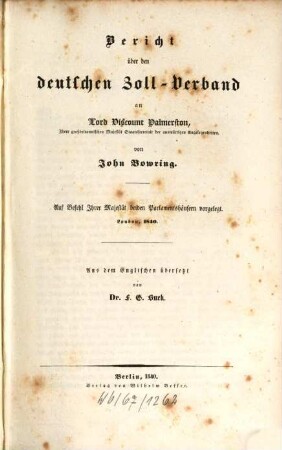 Bericht
über den
deutschen Zoll-Verband
an
Lord Viscount Palmerston,
Ihrer großbritannischen Majestät Staatssecretair der auswärtigen Angelegenheiten,
von
John Bowring.
Auf Befehl Ihrer Majestät beiden Parlamentshäusern vorgelegt.
London, 1840.
Aus dem Englischen übersetzt
von
Dr. F. G. Buek.
Berlin, 1840.
Verlag von Wilhelm Besser.